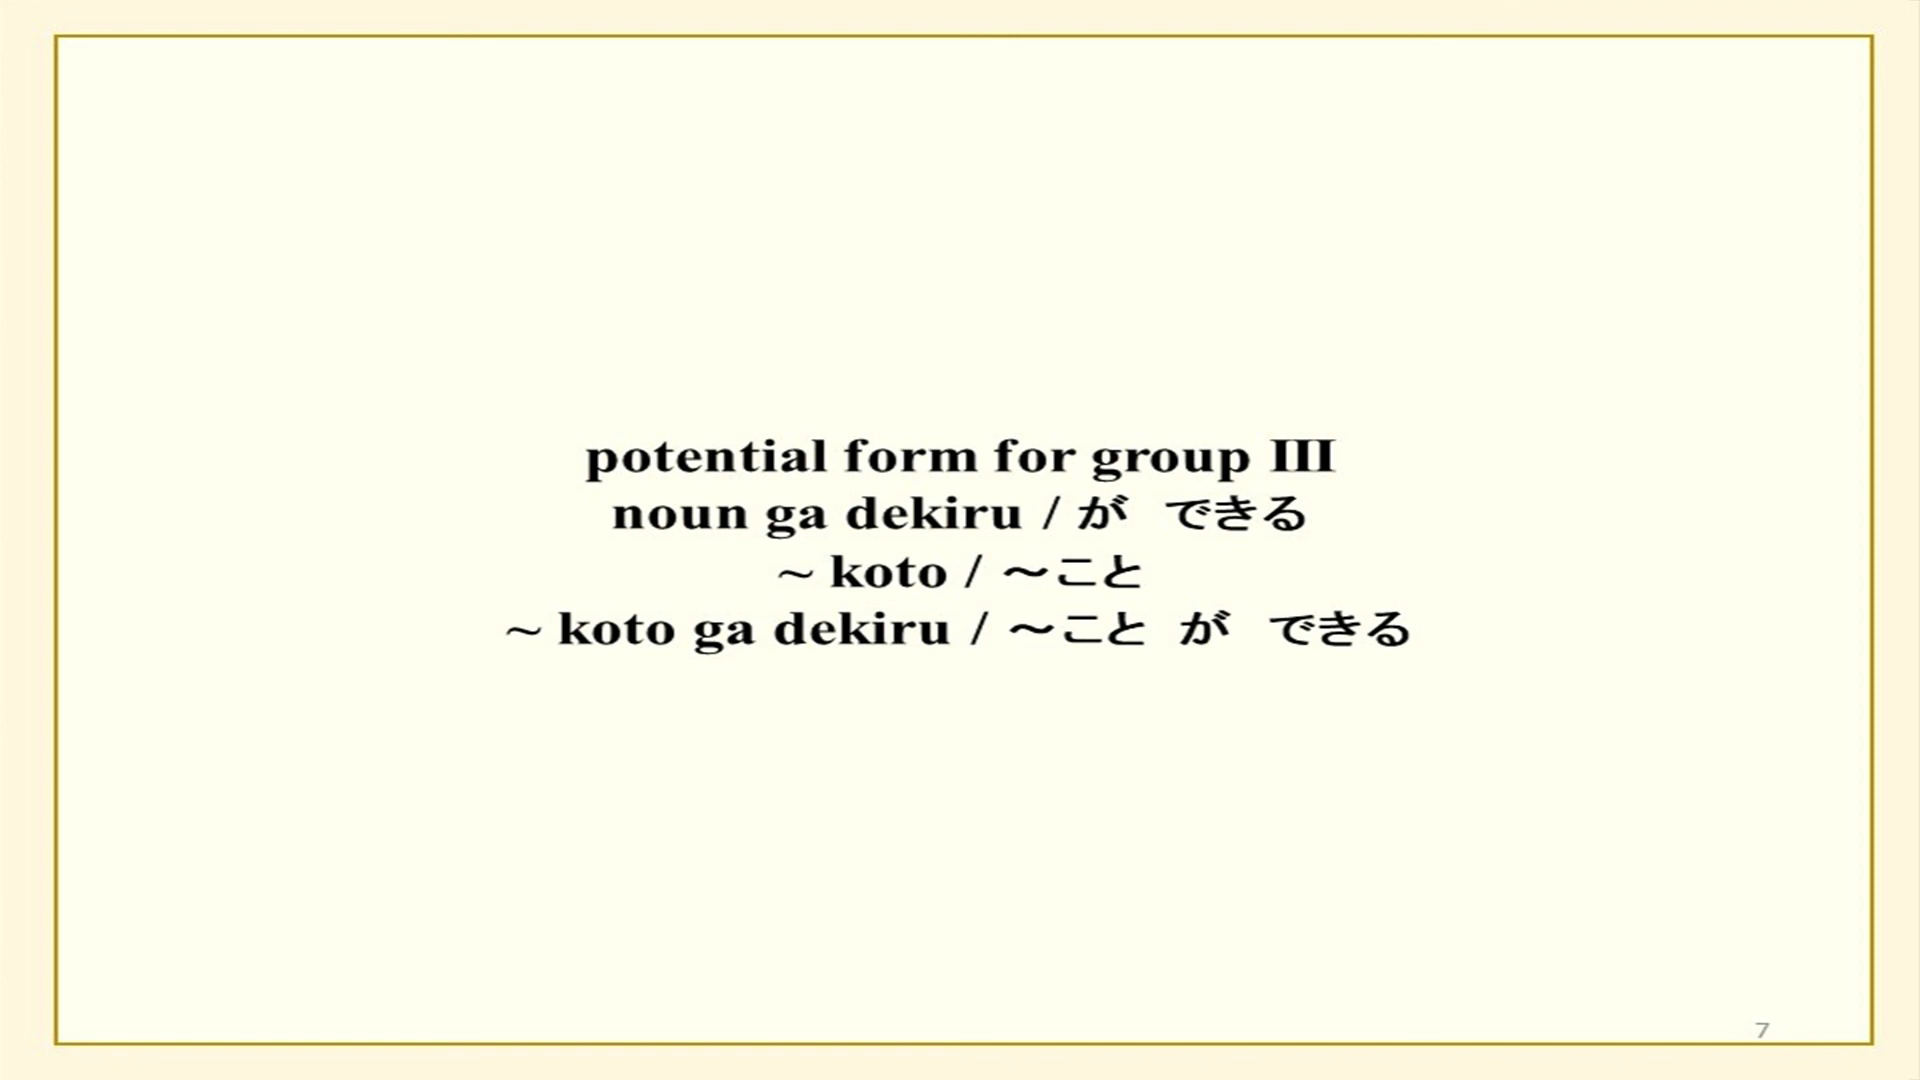 potential form for group III
noun ga dekiru / が　できる
~ koto / ～こと
~ koto ga dekiru / ～こと　が　できる
7